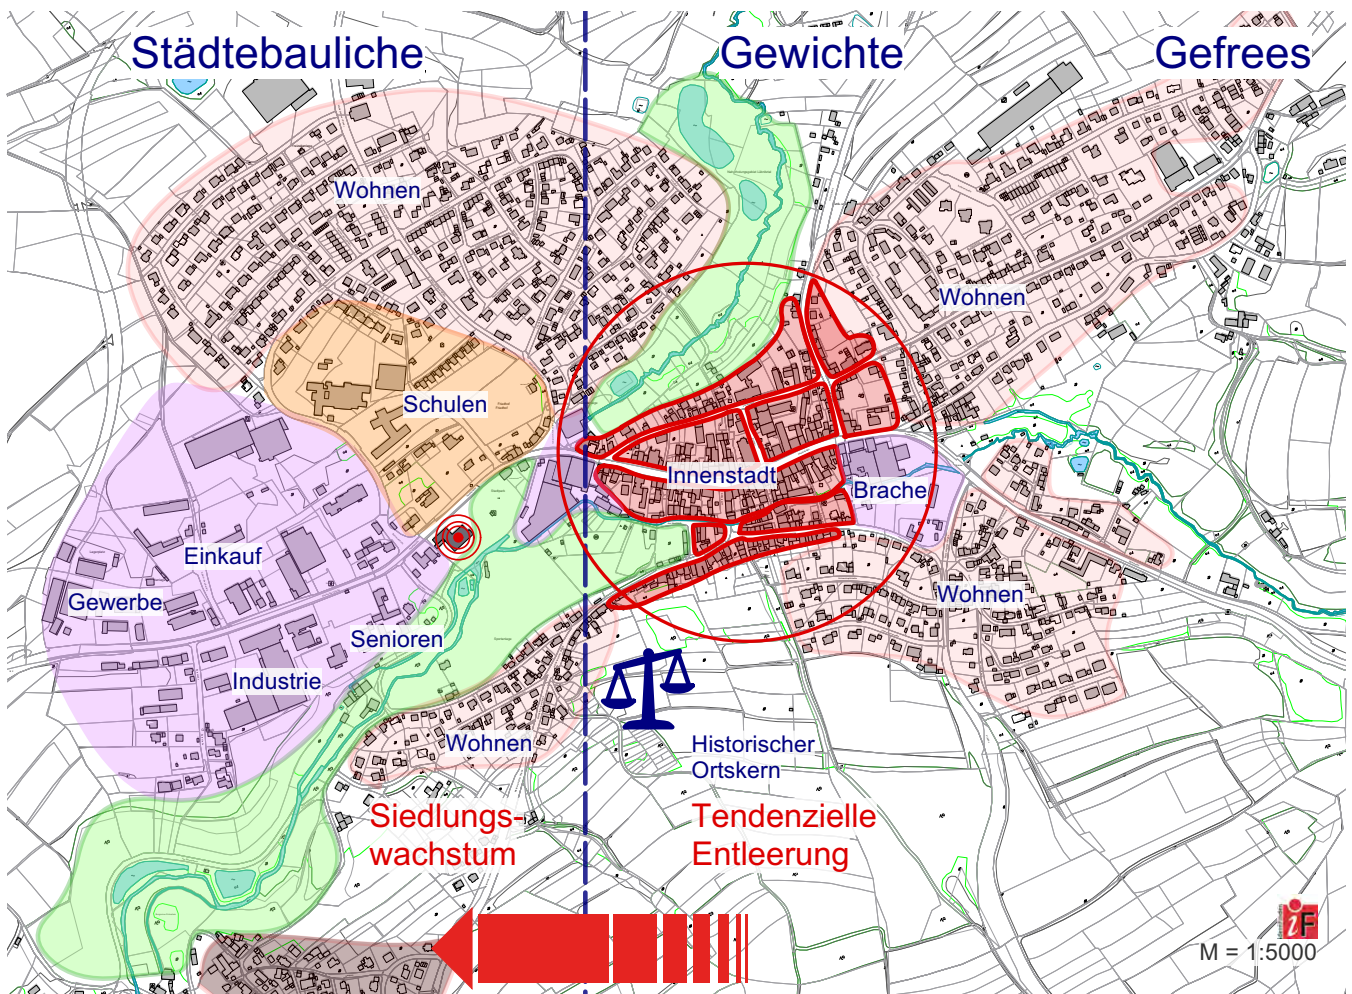 Städtebauliche Gewichte Gefrees
Wohnen
Wohnen
Schulen
Innenstadt
Brache
Einkauf
Gewerbe
Wohnen
Senioren
Industrie
Wohnen
Historischer
Ortskern
Siedlungs-
wachstum
Tendenzielle
Entleerung
iF
M = 1:5000